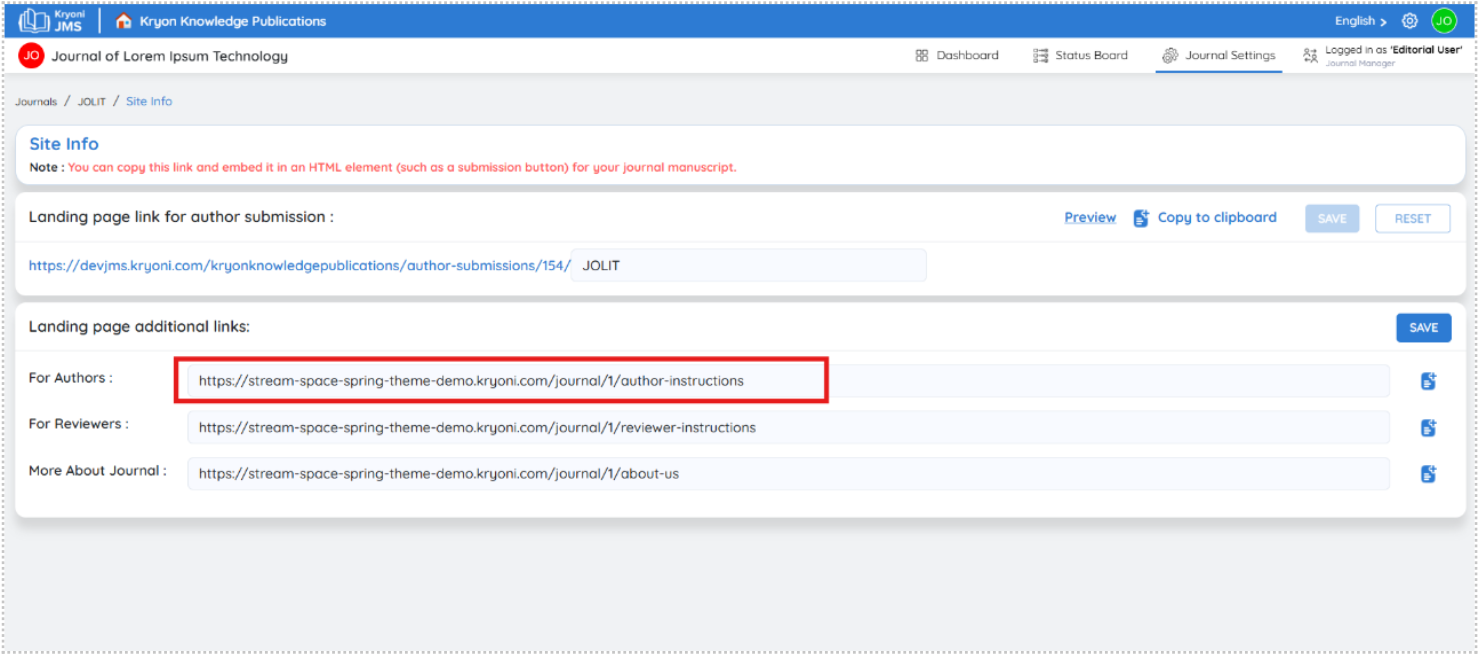 Kryoni JMS Kryon Knowledge Publications English > JO
JO Journal of Lorem Ipsum Technology Dashboard Status Board Journal Settings Logged in as 'Editorial User'
Journal Manager
Journals / JOLIT / Site Info
Site Info
Note : You can copy this link and embed it in an HTML element (such as a submission button) for your journal manuscript.
Landing page link for author submission : Preview Copy to clipboard SAVE RESET
https://devjms.kryoni.com/kryonknowledgepublications/author-submissions/154/ JOLIT
Landing page additional links: SAVE
For Authors : https://stream-space-spring-theme-demo.kryoni.com/journal/1/author-instructions
For Reviewers : https://stream-space-spring-theme-demo.kryoni.com/journal/1/reviewer-instructions
More About Journal : https://stream-space-spring-theme-demo.kryoni.com/journal/1/about-us